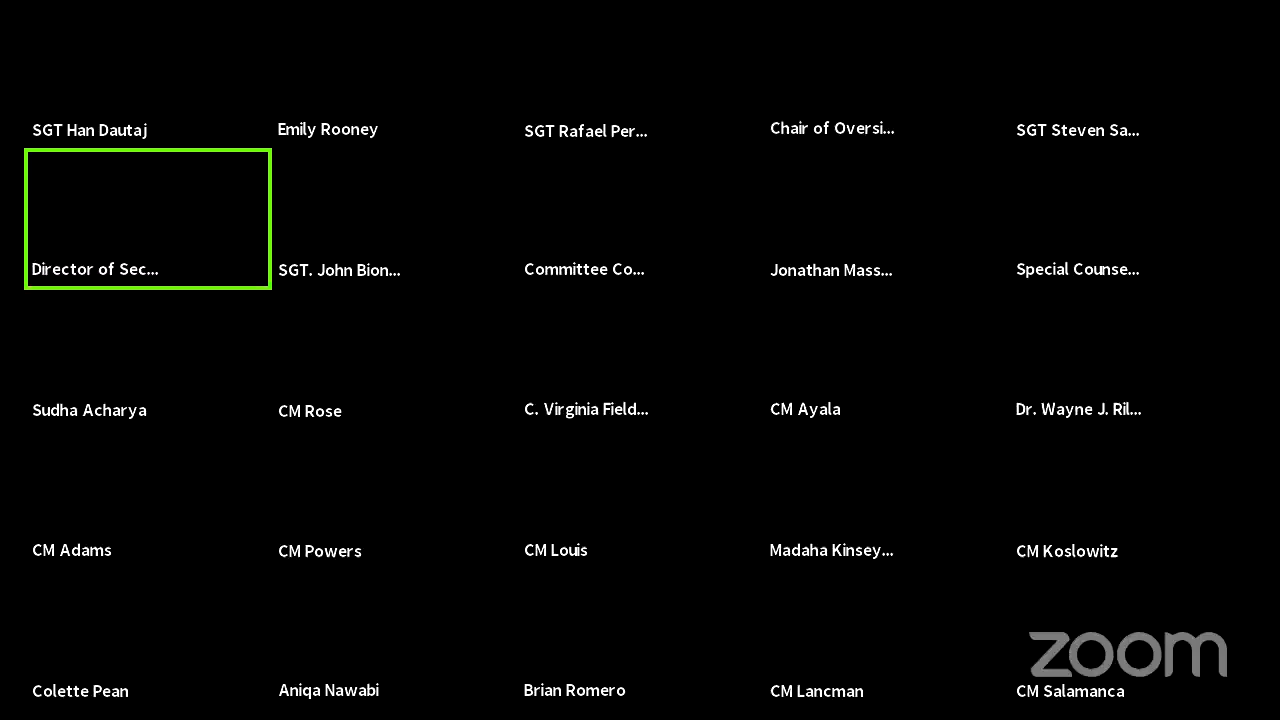 SGT Han Dautaj
Emily Rooney
SGT Rafael Per...
Chair of Oversi...
SGT Steven Sa...
Director of Sec...
SGT. John Bion...
Committee Co...
Jonathan Mass...
Special Counse...
Sudha Acharya
CM Rose
C. Virginia Field...
CM Ayala
Dr. Wayne J. Ril...
CM Adams
CM Powers
CM Louis
Madaha Kinsey...
CM Koslowitz
zoom
Colette Pean
Aniqa Nawabi
Brian Romero
CM Lancman
CM Salamanca